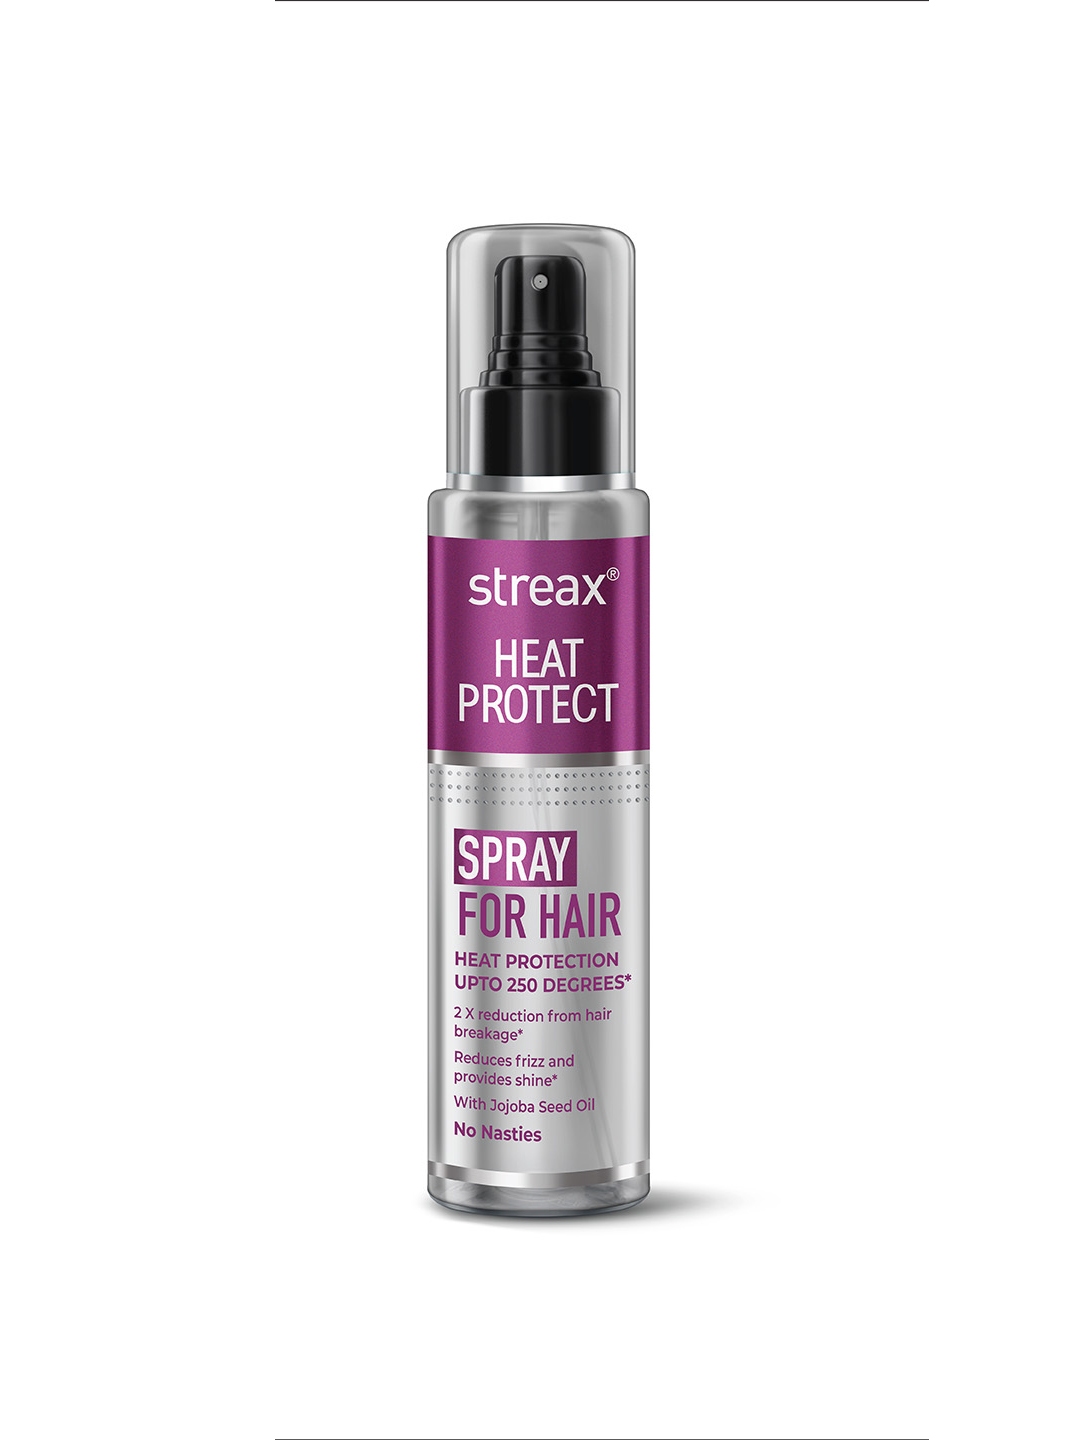 streax®
HEAT
PROTECT
SPRAY
FOR HAIR
HEAT PROTECTION
UPTO 250 DEGREES*
2 X reduction from hair
breakage*
Reduces frizz and
provides shine*
With Jojoba Seed Oil
No Nasties